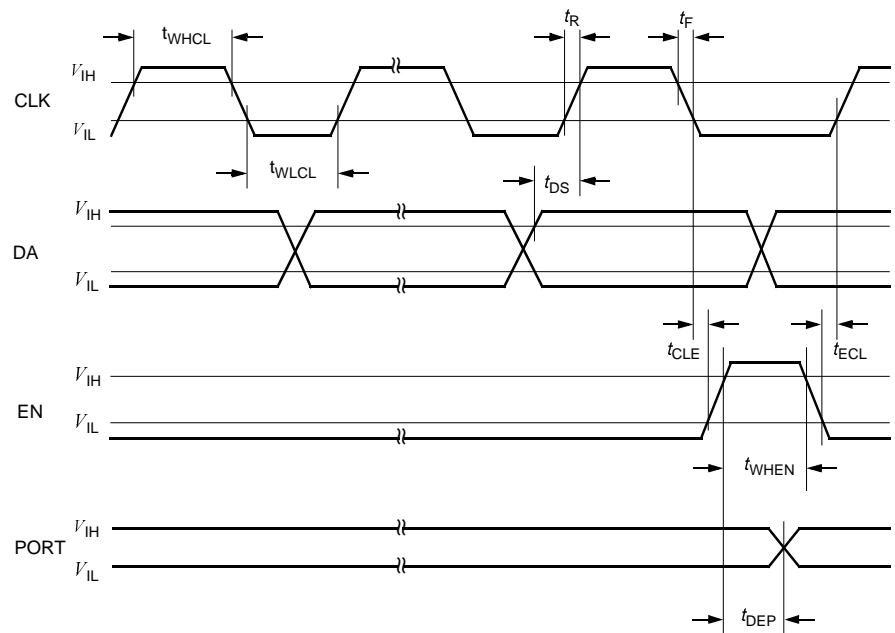 tWHCL
tR
tF
VIH
CLK
VIL
tWLCL
tDS
VIH
DA
VIL
tCLE
tECL
VIH
EN
VIL
tWHEN
VIH
PORT
VIL
tDEP